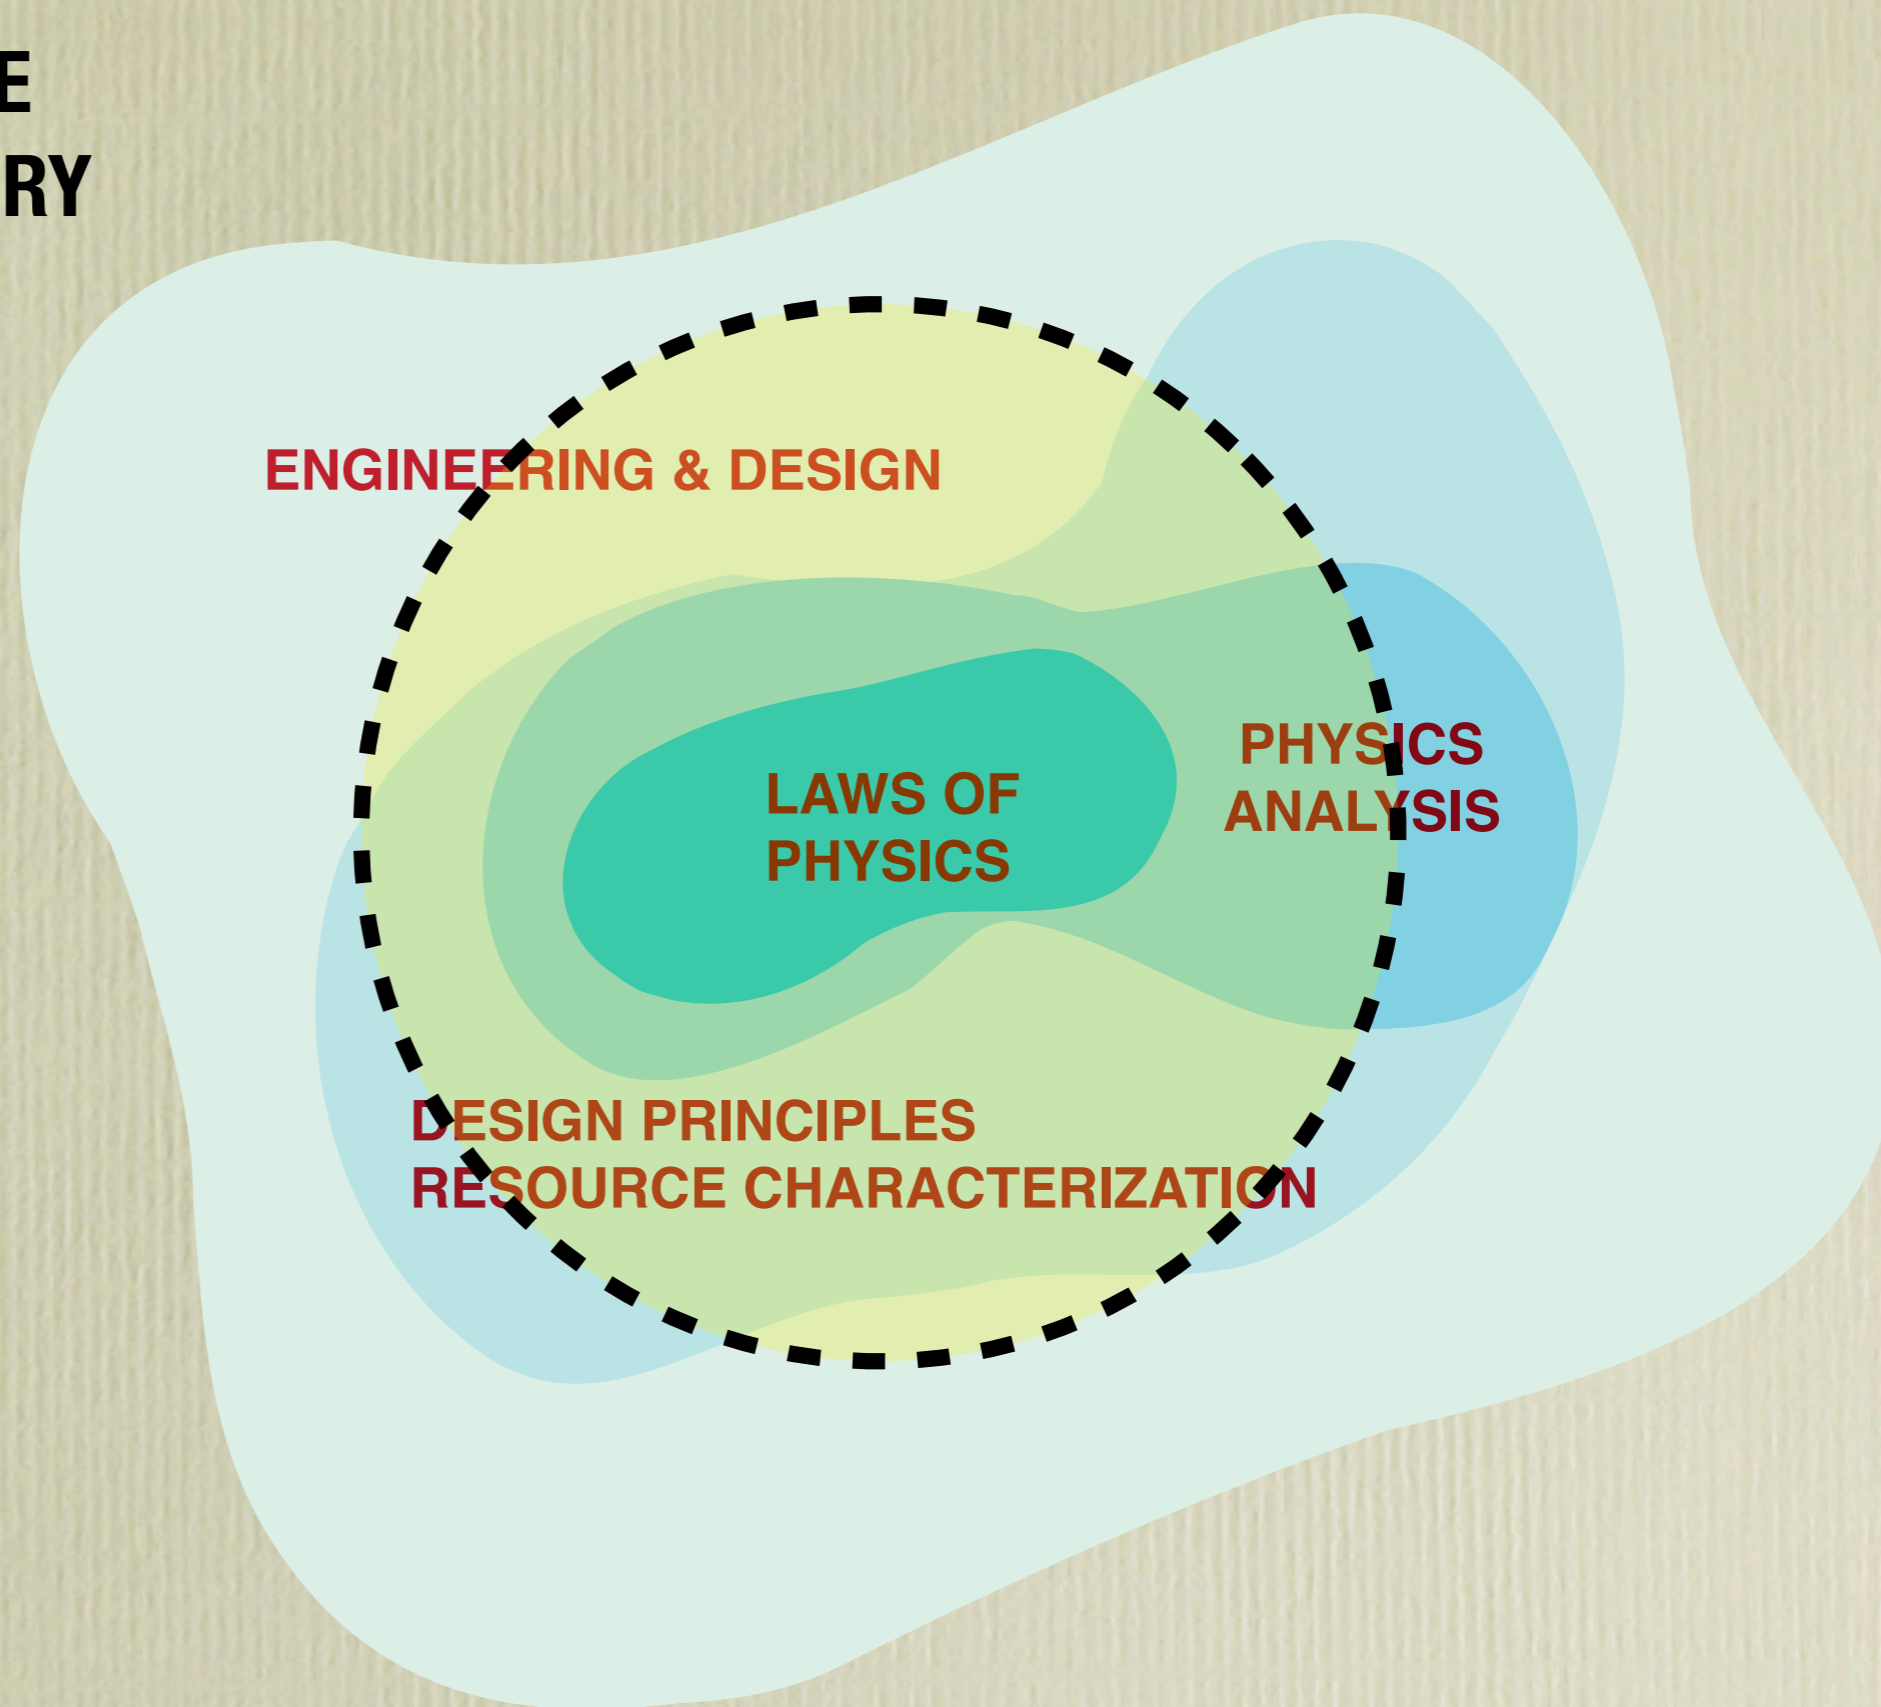 E
RY
ENGINEERING & DESIGN
LAWS OF
PHYSICS
PHYSICS
ANALYSIS
DESIGN PRINCIPLES
RESOURCE CHARACTERIZATION